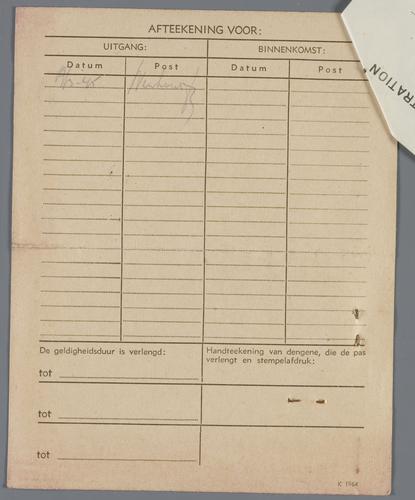 AFTEEKENING VOOR:
UITGANG: BINNENKOMST:
Datum Post Datum Post
De geldigheidsduur is verlengd:
tot
tot
tot
Handteekening van dengene, die de pas
verlengt en stempelafdruk:
K 1964
TRATION